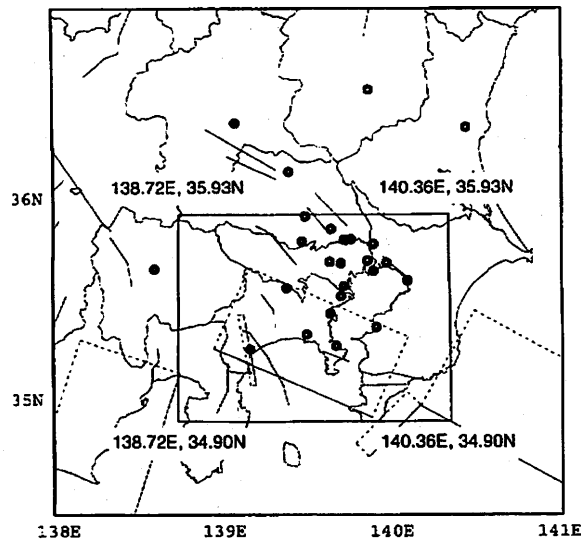 36N
138.72E, 35.93N
140.36E, 35.93N
35N
138.72E, 34.90N
140.36E, 34.90N
138E
139E
140E
141E